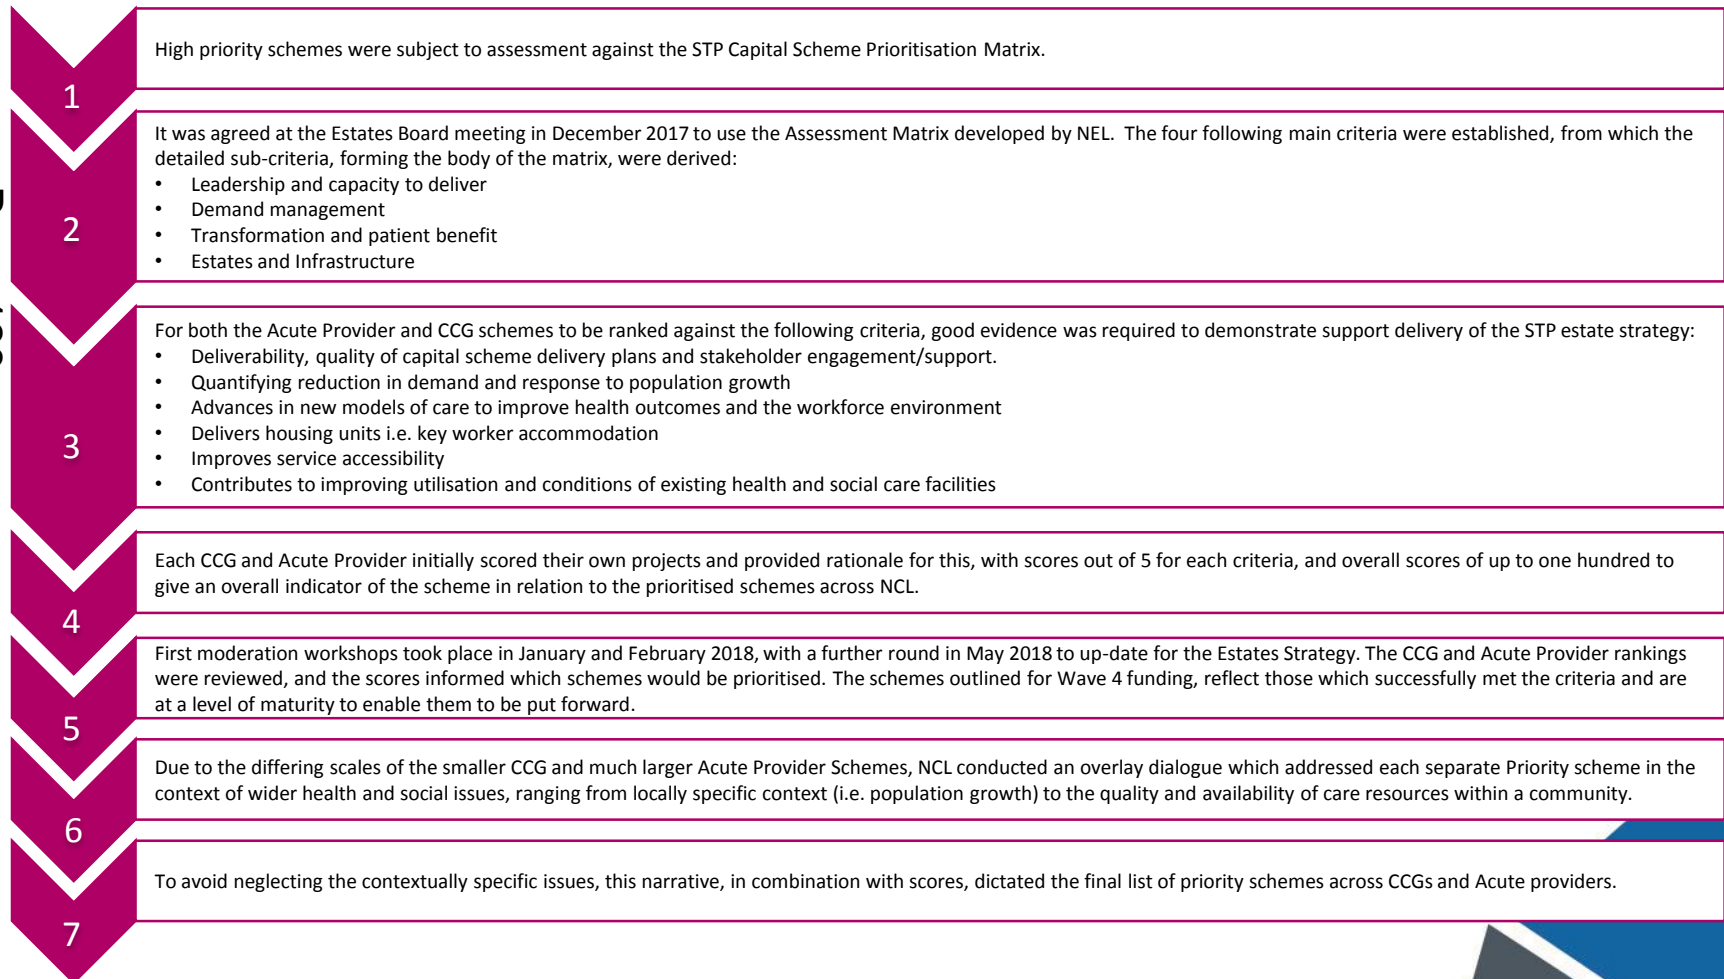 1
High priority schemes were subject to assessment against the STP Capital Scheme Prioritisation Matrix.
2
It was agreed at the Estates Board meeting in December 2017 to use the Assessment Matrix developed by NEL. The four following main criteria were established, from which the
detailed sub-criteria, forming the body of the matrix, were derived:
• Leadership and capacity to deliver
• Demand management
• Transformation and patient benefit
• Estates and Infrastructure
3
For both the Acute Provider and CCG schemes to be ranked against the following criteria, good evidence was required to demonstrate support delivery of the STP estate strategy:
• Deliverability, quality of capital scheme delivery plans and stakeholder engagement/support.
• Quantifying reduction in demand and response to population growth
• Advances in new models of care to improve health outcomes and the workforce environment
• Delivers housing units i.e. key worker accommodation
• Improves service accessibility
• Contributes to improving utilisation and conditions of existing health and social care facilities
4
Each CCG and Acute Provider initially scored their own projects and provided rationale for this, with scores out of 5 for each criteria, and overall scores of up to one hundred to
give an overall indicator of the scheme in relation to the prioritised schemes across NCL.
5
First moderation workshops took place in January and February 2018, with a further round in May 2018 to up-date for the Estates Strategy. The CCG and Acute Provider rankings
were reviewed, and the scores informed which schemes would be prioritised. The schemes outlined for Wave 4 funding, reflect those which successfully met the criteria and are
at a level of maturity to enable them to be put forward.
6
Due to the differing scales of the smaller CCG and much larger Acute Provider Schemes, NCL conducted an overlay dialogue which addressed each separate Priority scheme in the
context of wider health and social issues, ranging from locally specific context (i.e. population growth) to the quality and availability of care resources within a community.
7
To avoid neglecting the contextually specific issues, this narrative, in combination with scores, dictated the final list of priority schemes across CCGs and Acute providers.